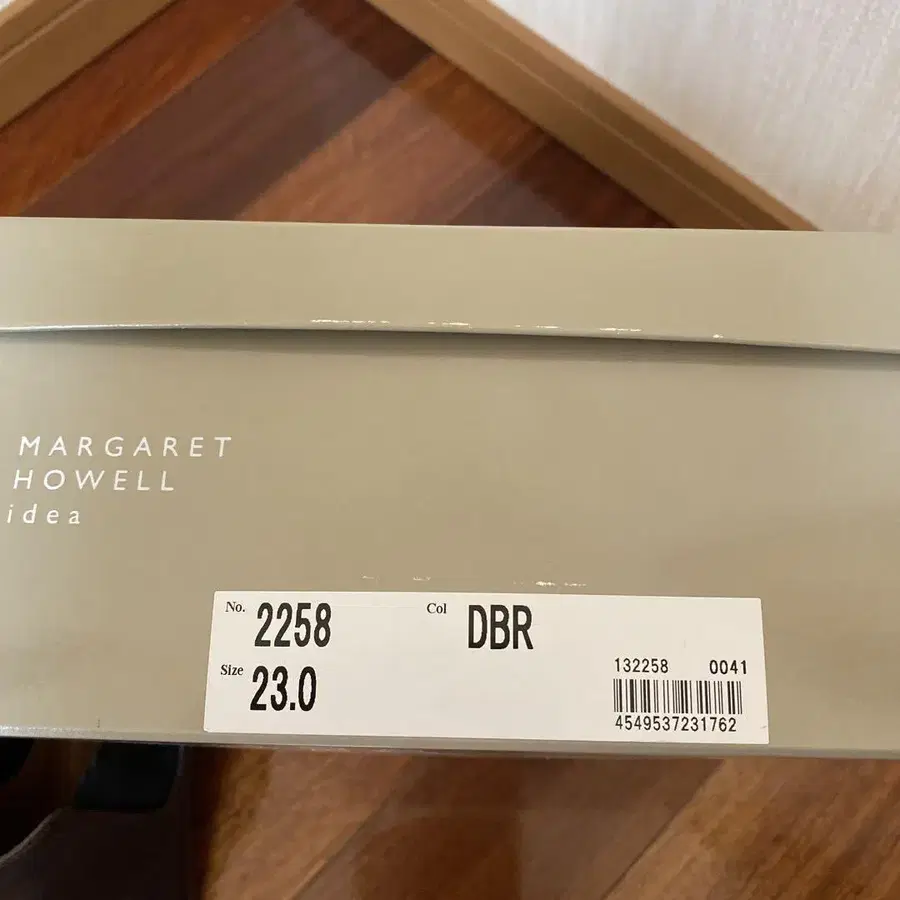 MARGARET
HOWELL
idea
No. 2258 Col DBR
Size 23.0
132258 0041
4549537231762